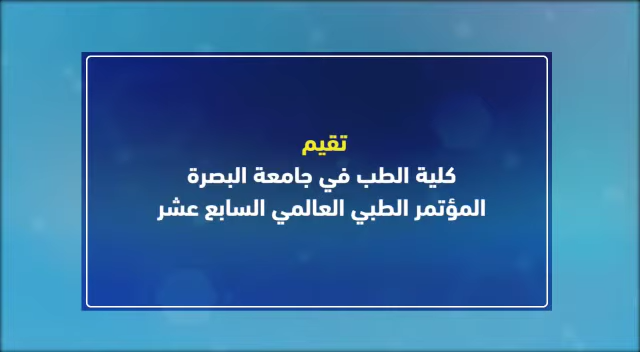 تقيم
كلية الطب في جامعة البصرة
المؤتمر الطبي العالمي السابع عشر